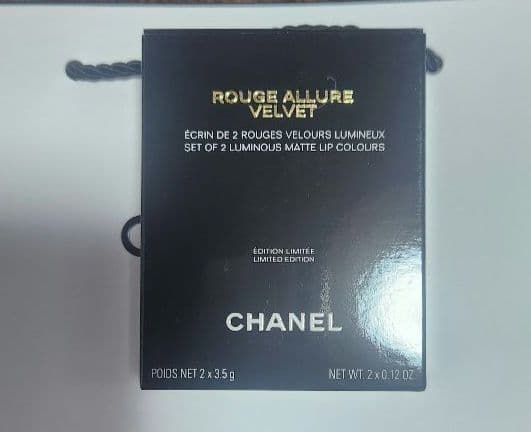 ROUGE ALLURE
VELVET
ÉCRIN DE 2 ROUGES VELOURS LUMINEUX
SET OF 2 LUMINOUS MATTE LIP COLOURS
ÉDITION LIMITÉE
LIMITED EDITION
CHANEL
POIDS NET 2 x 3.5 g
NET WT. 2 x 0.12 OZ.